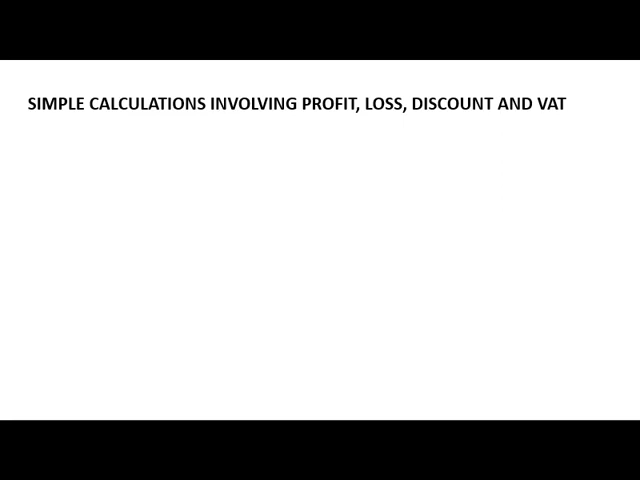 SIMPLE CALCULATIONS INVOLVING PROFIT, LOSS, DISCOUNT AND VAT